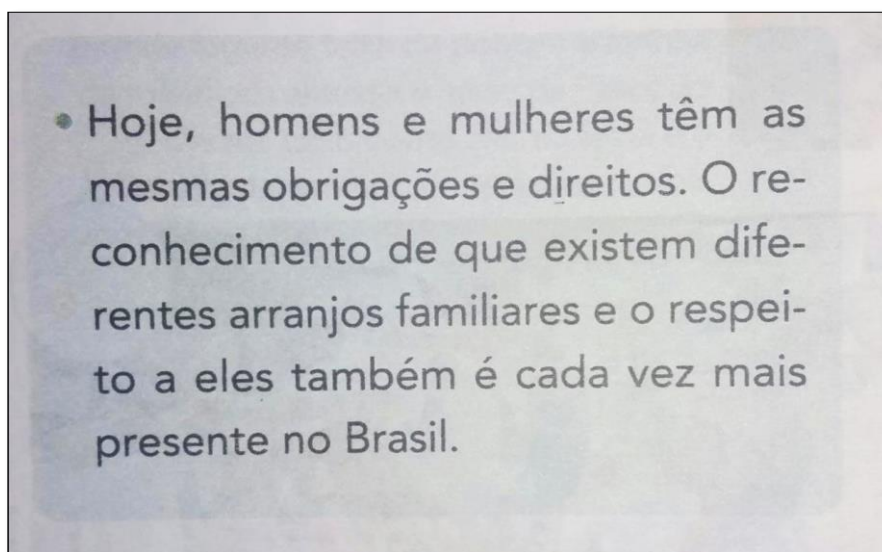 • Hoje, homens e mulheres têm as
mesmas obrigações e direitos. O re-
conhecimento de que existem dife-
rentes arranjos familiares e o respei-
to a eles também é cada vez mais
presente no Brasil.